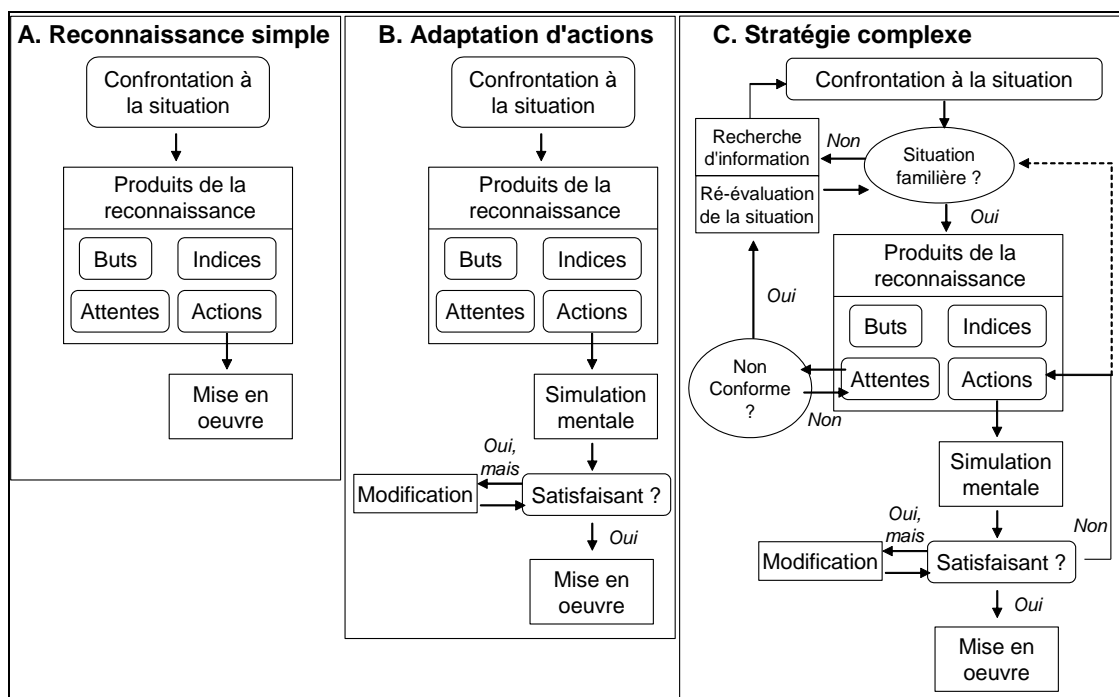 A. Reconnaissance simple
Confrontation à
la situation
Produits de la
reconnaissance
Buts
Indices
Attentes
Actions
Mise en
oeuvre
B. Adaptation d'actions
Confrontation à
la situation
Produits de la
reconnaissance
Buts
Indices
Attentes
Actions
Simulation
mentale
Oui,
mais
Modification
Satisfaisant ?
Oui
Mise en
oeuvre
C. Stratégie complexe
Confrontation à la situation
Recherche
d'information
Non
Situation
familière ?
Ré-évaluation
de la situation
Oui
Produits de la
reconnaissance
Oui
Buts
Indices
Non
Conforme
?
Attentes
Actions
Non
Simulation
mentale
Oui,
mais
Non
Modification
Satisfaisant ?
Oui
Mise en
oeuvre